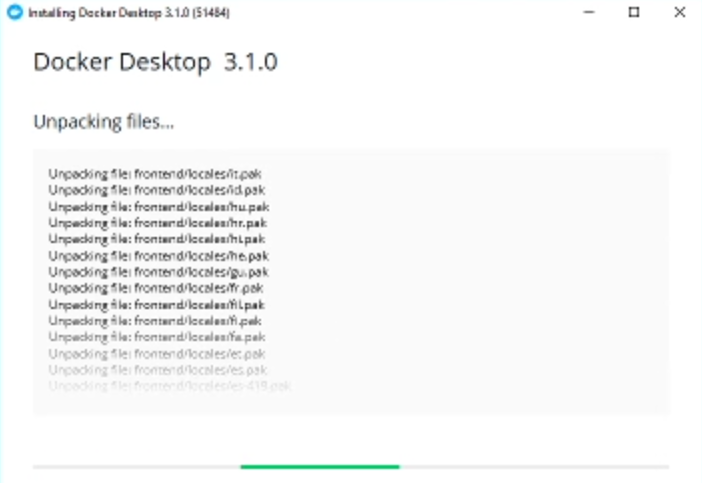 Installing Docker Desktop 3.1.0 (51484)
Docker Desktop 3.1.0
Unpacking files...
Unpacking file: frontend/locales/it.pak
Unpacking file: frontend/locales/id.pak
Unpacking file: frontend/locales/hu.pak
Unpacking file: frontend/locales/hr.pak
Unpacking file: frontend/locales/hi.pak
Unpacking file: frontend/locales/he.pak
Unpacking file: frontend/locales/gu.pak
Unpacking file: frontend/locales/fr.pak
Unpacking file: frontend/locales/fil.pak
Unpacking file: frontend/locales/fi.pak
Unpacking file: frontend/locales/fa.pak
Unpacking file: frontend/locales/et.pak
Unpacking file: frontend/locales/es.pak
Unpacking file: frontend/locales/es-419.pak